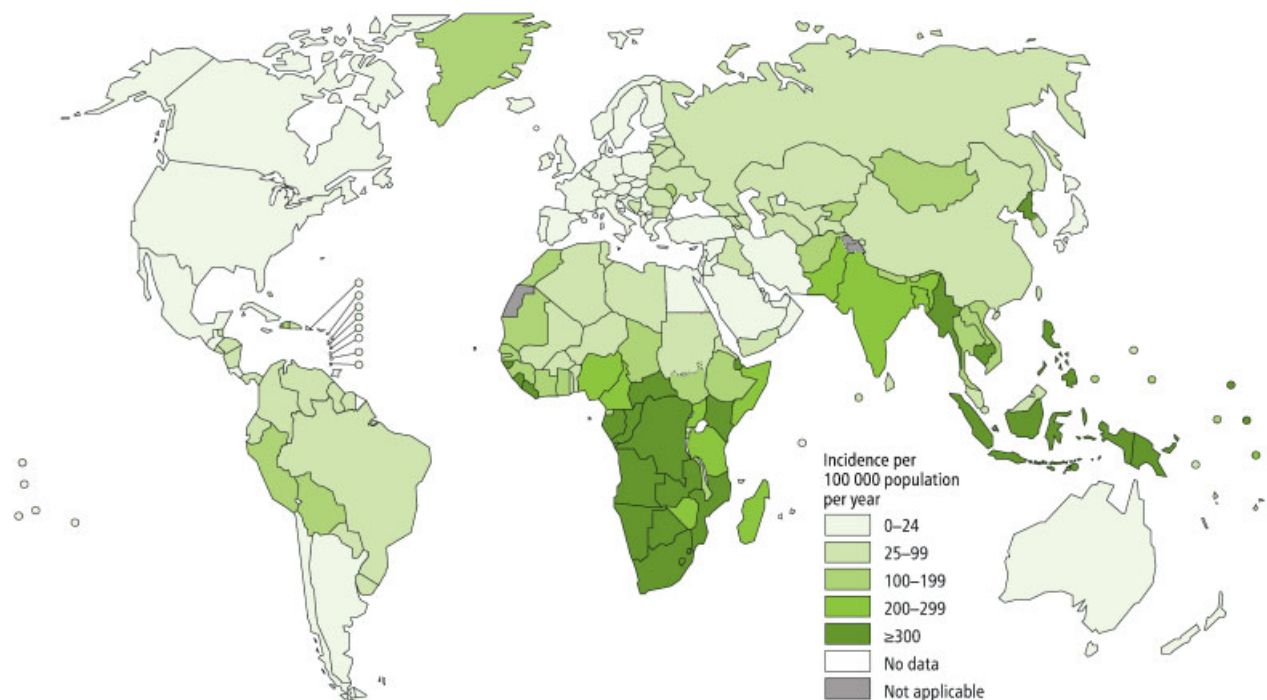 Incidence per
100 000 population
per year
0–24
25–99
100–199
200–299
≥300
No data
Not applicable